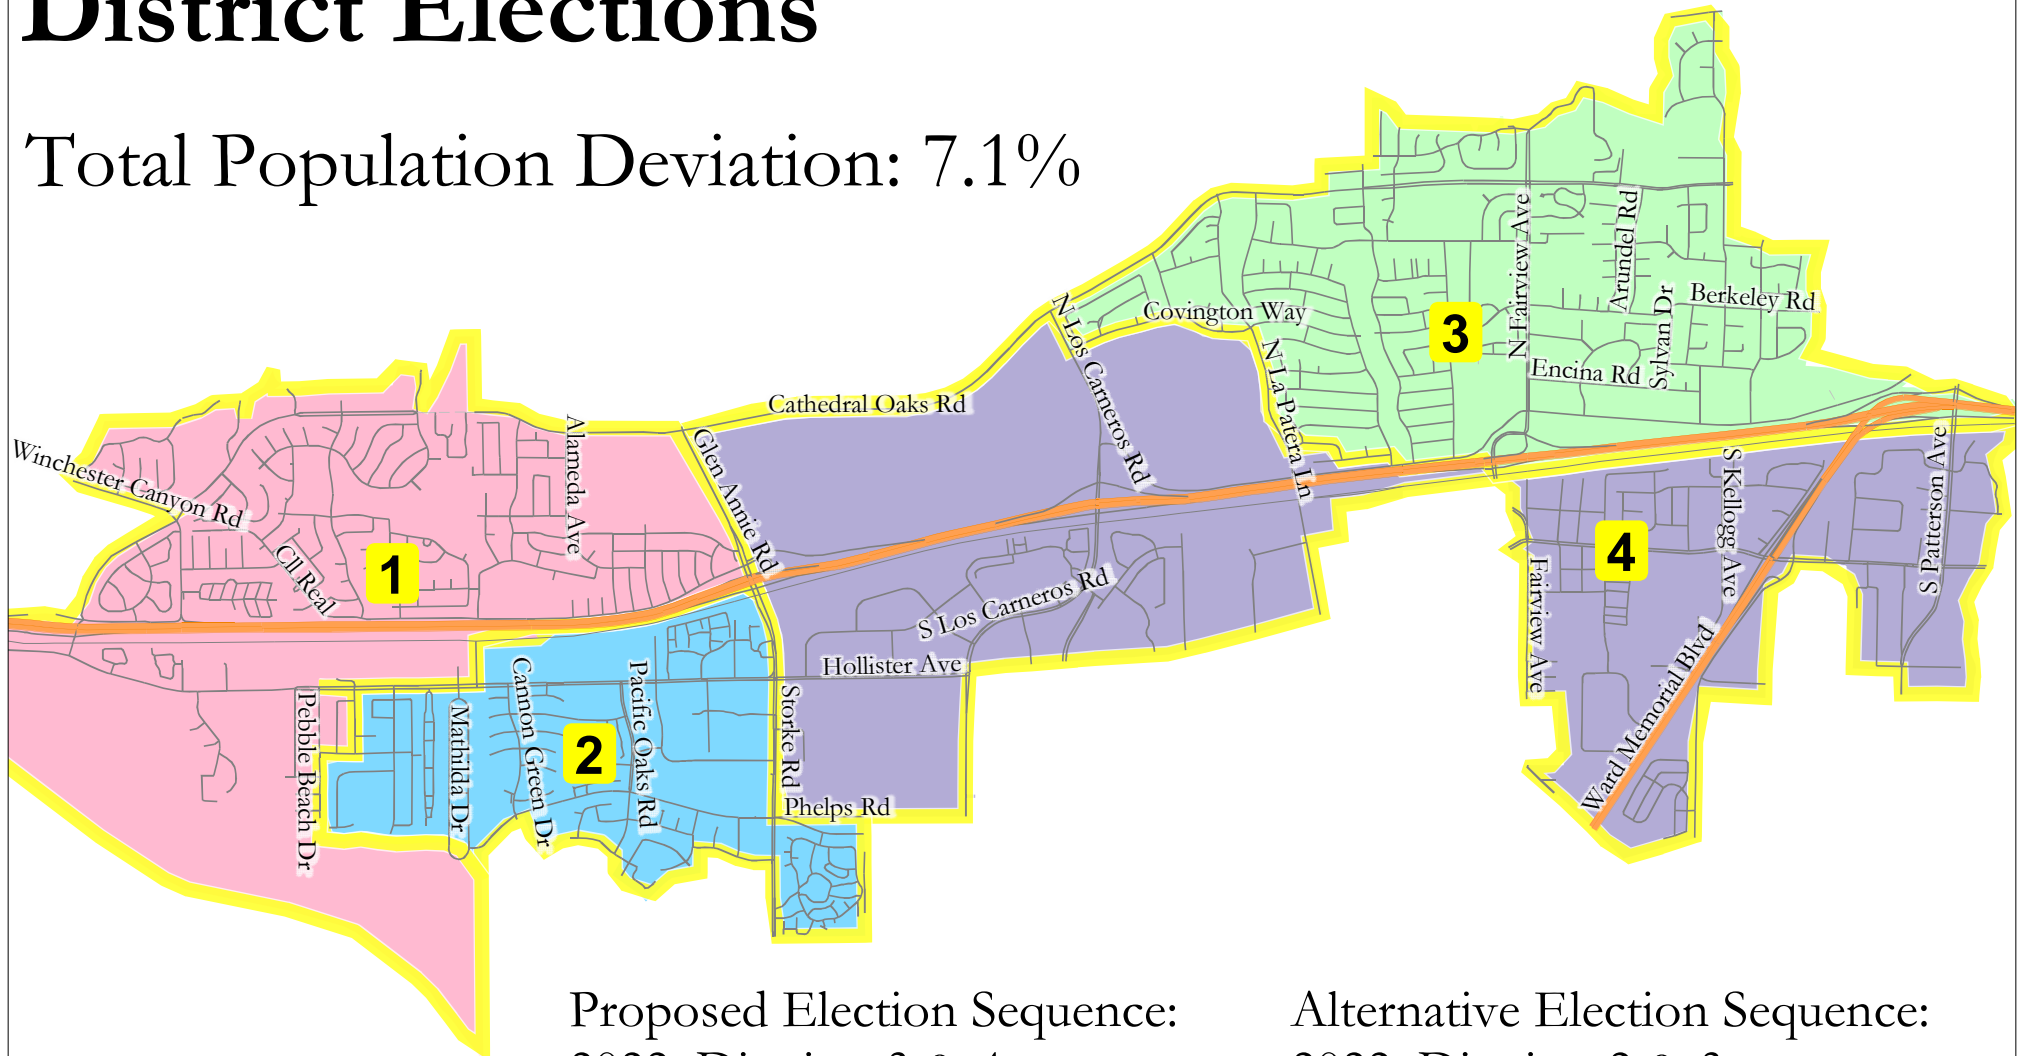 District Elections
Total Population Deviation: 7.1%
N Fairview Ave
Arundel Rd
Berkeley Rd
Sylvan Dr
Covington Way
N Los Carneros Rd
3
Encina Rd
N La Patera Ln
Cathedral Oaks Rd
Winchester Canyon Rd
Alameda Ave
Glen Annie Rd
S Kellogg Ave
S Patterson Ave
Cll Real
1
4
S Los Carneros Rd
Fairview Ave
Hollister Ave
Ward Memorial Blvd
Pebble Beach Dr
Mathilda Dr
Cannon Green Dr
Pacific Oaks Rd
2
Storke Rd
Phelps Rd
Proposed Election Sequence:
Alternative Election Sequence: